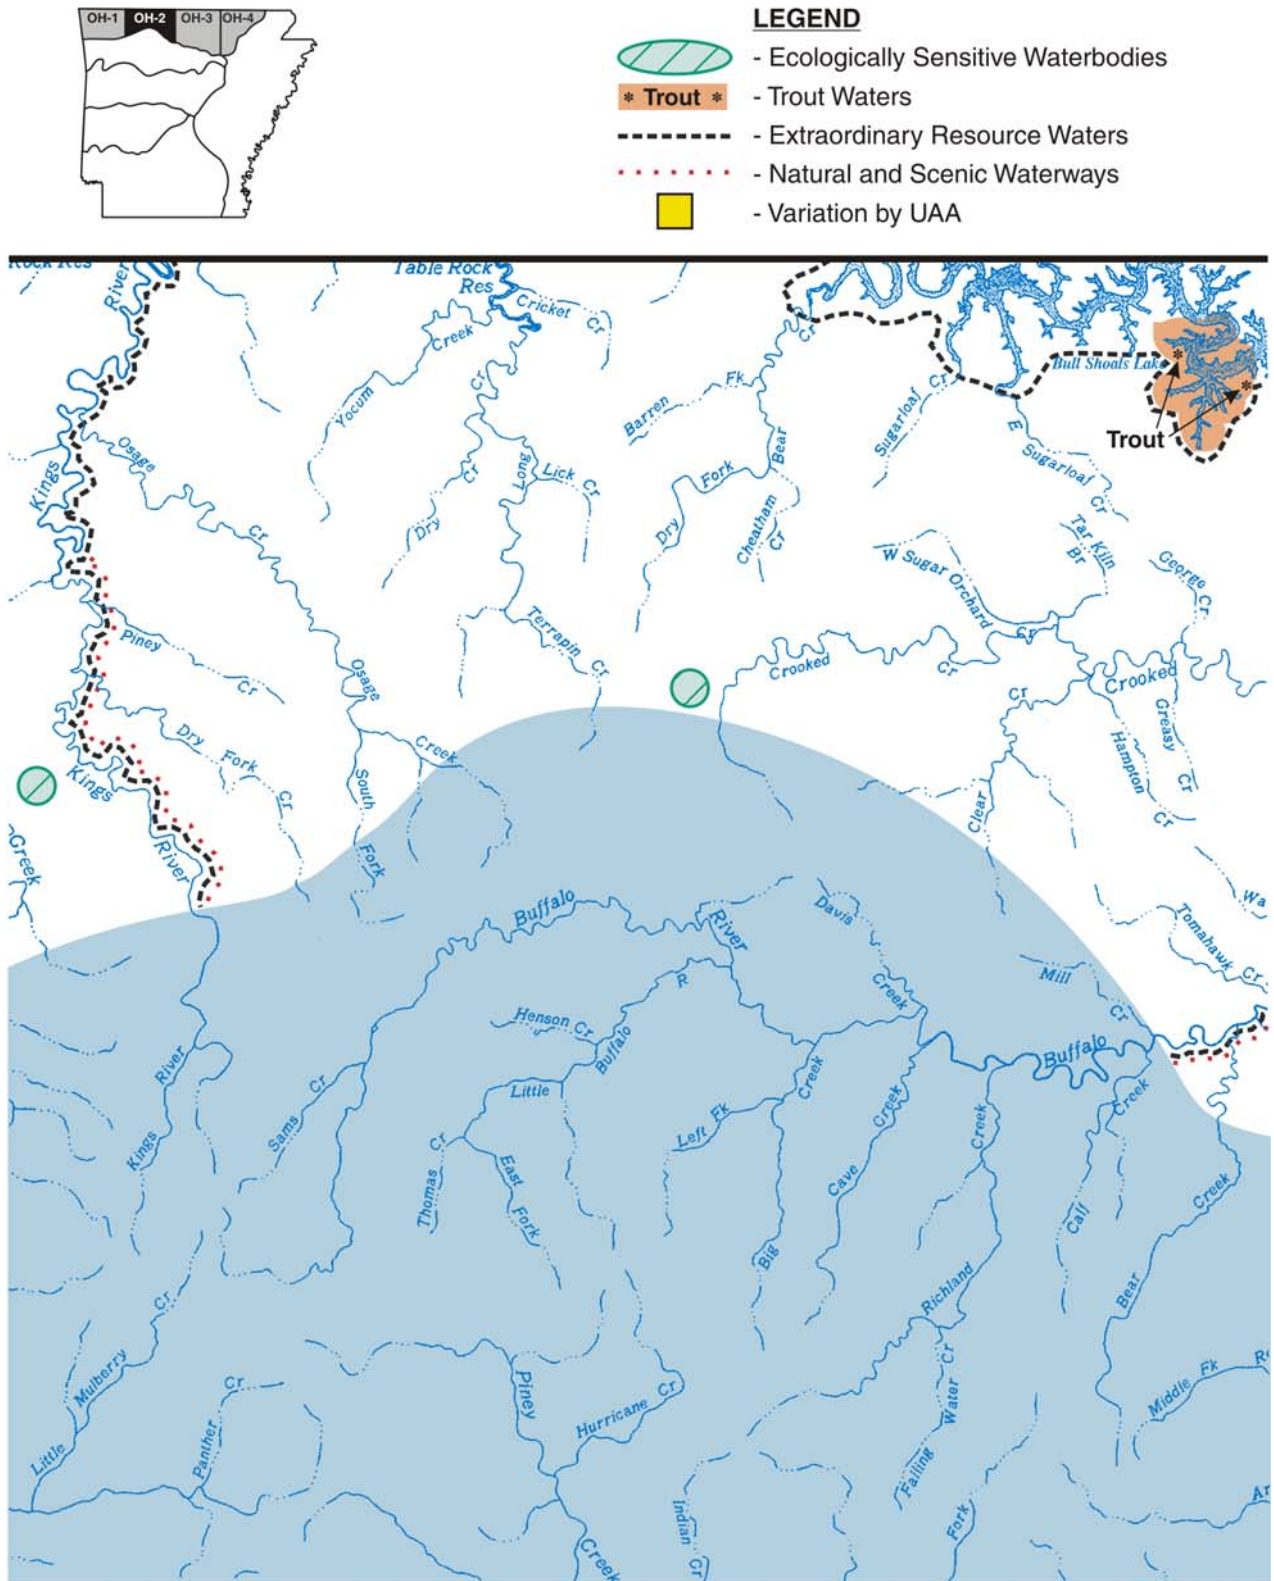 OH-1 OH-2 OH-3 OH-4
LEGEND
- Ecologically Sensitive Waterbodies
* Trout * - Trout Waters
- Extraordinary Resource Waters
- Natural and Scenic Waterways
- Variation by UAA
River
Table Rock
Res
Cricket
Cr
Creek
Yocum
Cr
Cr
Bull Shoals Lake
Trout
Fk
Barren
Sugarloaf Cr
E
Sugarloaf
Cr
Osage
Kings
Cr
Dry
Cr
Long
Lick Cr
Bear
Fork
Dry
Cheatham
Cr
Tar Kiln
Br
W Sugar Orchard
Cr
George
Cr
Piney
Cr
Terrapin
Cr
Osage
Crooked
Cr
Crooked
Cr
Greasy
Cr
Hampton
Cr
Dry
Fork
Cr
Creek
South
Fork
Kings
River
Clear
Wa
Tomahawk
Cr
Buffalo
River
Davis
Creek
Mill
Cr
Buffalo
R
Henson Cr
Buffalo
Little
River
Kings
Sams
Cr
Creek
Left
Fk
Creek
Cave
Creek
Creek
Calf
Creek
Bear
Thomas
Cr
East
Fork
Big
Richland
Cr
Mulberry
Little
Cr
Panther
Piney
Creek
Hurricane
Cr
Cr
Water
Falling
Middle
Fk
Indian
Cr
Fork
Ar